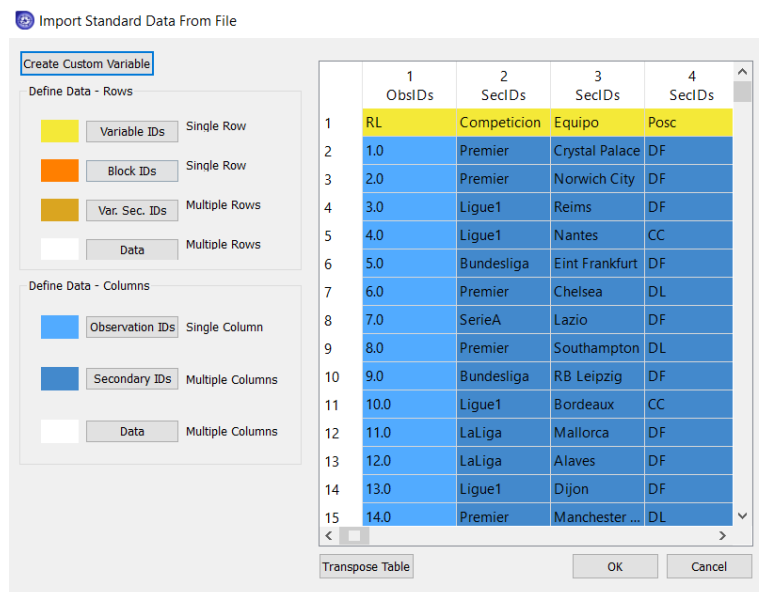 Import Standard Data From File
Create Custom Variable
Define Data - Rows
Variable IDs Single Row
Block IDs Single Row
Var. Sec. IDs Multiple Rows
Data Multiple Rows
Define Data - Columns
Observation IDs Single Column
Secondary IDs Multiple Columns
Data Multiple Columns
1 2 3 4
ObsIDs SecIDs SecIDs SecIDs
1 RL Competicion Equipo Posc
2 1.0 Premier Crystal Palace DF
3 2.0 Premier Norwich City DF
4 3.0 Ligue1 Reims DF
5 4.0 Ligue1 Nantes CC
6 5.0 Bundesliga Eint Frankfurt DF
7 6.0 Premier Chelsea DL
8 7.0 SerieA Lazio DF
9 8.0 Premier Southampton DL
10 9.0 Bundesliga RB Leipzig DF
11 10.0 Ligue1 Bordeaux CC
12 11.0 LaLiga Mallorca DF
13 12.0 LaLiga Alaves DF
14 13.0 Ligue1 Dijon DF
15 14.0 Premier Manchester ... DL
Transpose Table OK Cancel